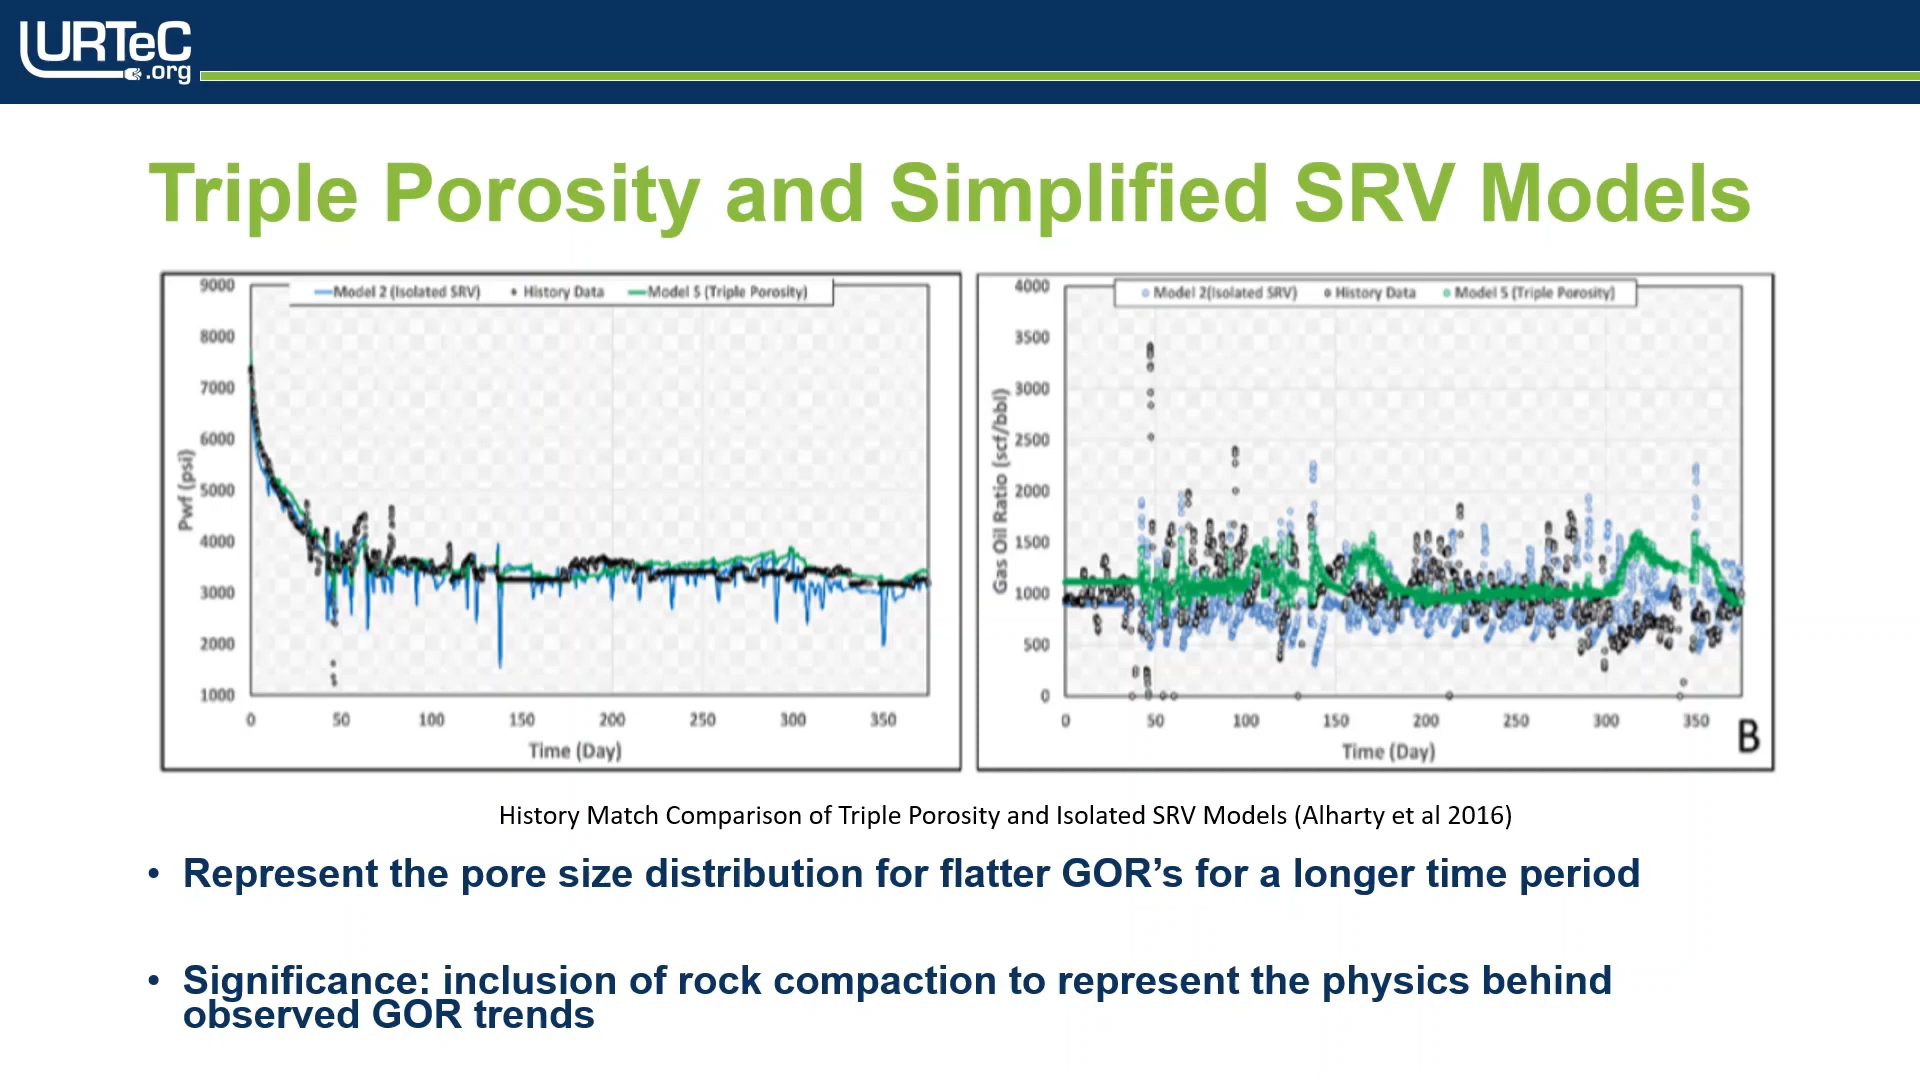 URTeC
.org
Triple Porosity and Simplified SRV Models
Model 2 (Isolated SRV) History Data Model 5 (Triple Porosity)
9000
8000
7000
6000
5000
4000
3000
2000
1000
Pwf (psi)
0 50 100 150 200 250 300 350
Time (Day)
Model 2(Isolated SRV) History Data Model 5 (Triple Porosity)
4000
3500
3000
2500
2000
1500
1000
500
0
Gas Oil Ratio (scf/bbl)
0 50 100 150 200 250 300 350
Time (Day)
B
History Match Comparison of Triple Porosity and Isolated SRV Models (Alharty et al 2016)
• Represent the pore size distribution for flatter GOR’s for a longer time period
• Significance: inclusion of rock compaction to represent the physics behind
observed GOR trends